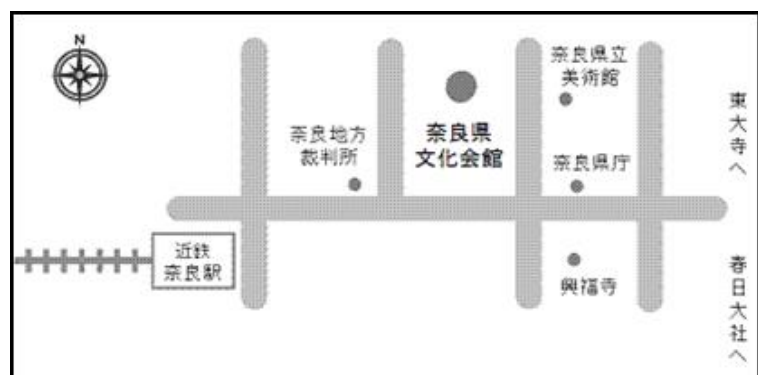 N
奈良県立
美術館
奈良地方
裁判所
奈良県
文化会館
奈良県庁
東大寺へ
近鉄
奈良駅
興福寺
春日大社へ